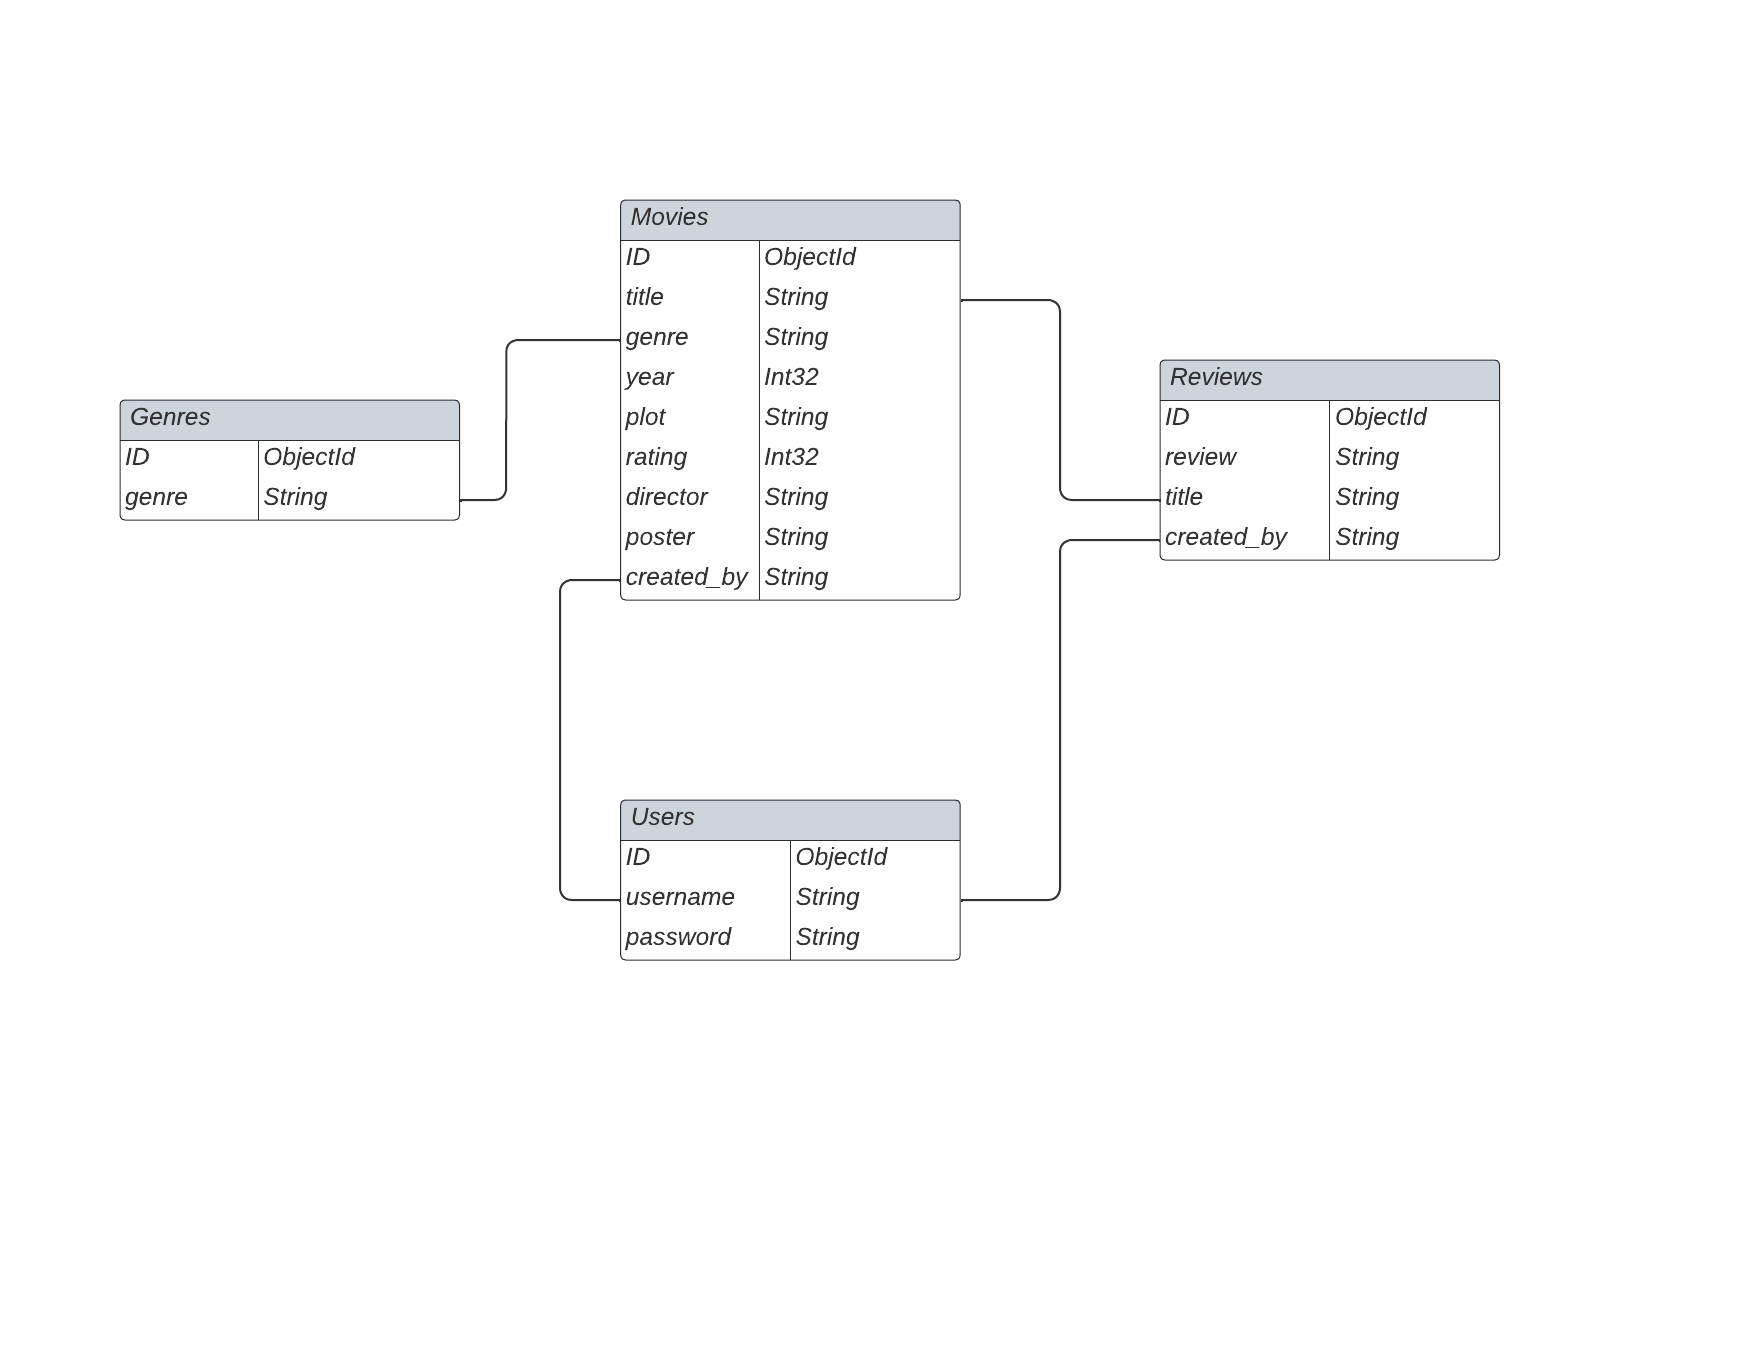 Movies
ID ObjectId
title String
genre String
year Int32
plot String
rating Int32
director String
poster String
created_by String
Genres
ID ObjectId
genre String
Reviews
ID ObjectId
review String
title String
created_by String
Users
ID ObjectId
username String
password String